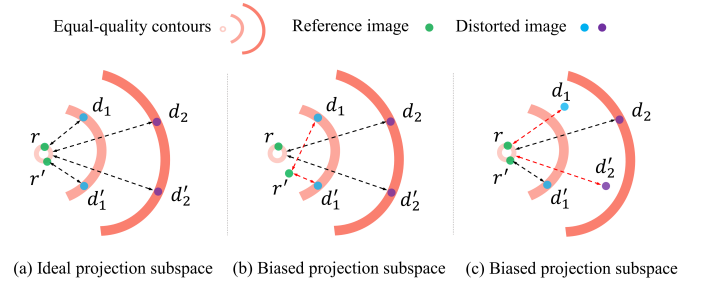 Equal-quality contours Reference image Distorted image
d₁ d₂ r r′ d′₁ d′₂
d₁ d₂ r r′ d′₁ d′₂
d₁ d₂ r r′ d′₂ d′₁
(a) Ideal projection subspace (b) Biased projection subspace (c) Biased projection subspace